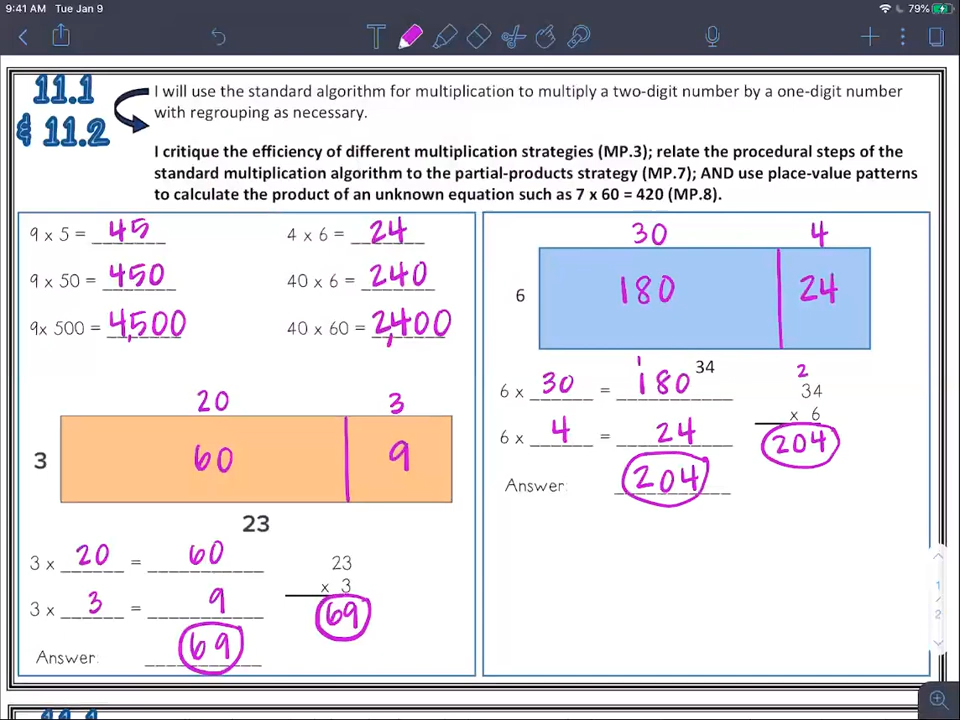 9:41 AM Tue Jan 9
79%
11.1
& 11.2
I will use the standard algorithm for multiplication to multiply a two-digit number by a one-digit number
with regrouping as necessary.
I critique the efficiency of different multiplication strategies (MP.3); relate the procedural steps of the
standard multiplication algorithm to the partial-products strategy (MP.7); AND use place-value patterns
to calculate the product of an unknown equation such as 7 x 60 = 420 (MP.8).
9 x 5 = 45
4 x 6 = 24
9 x 50 = 450
40 x 6 = 240
9x 500 = 4,500
40 x 60 = 2,400
20 3
3 60 9
23
3 x 20 = 60
3 x 3 = 9
Answer: 69
23
x 3
69
30 4
6 180 24
34
1
6 x 30 = 180
6 x 4 = 24
Answer: 204
2
34
x 6
204
1
/
2
11.1